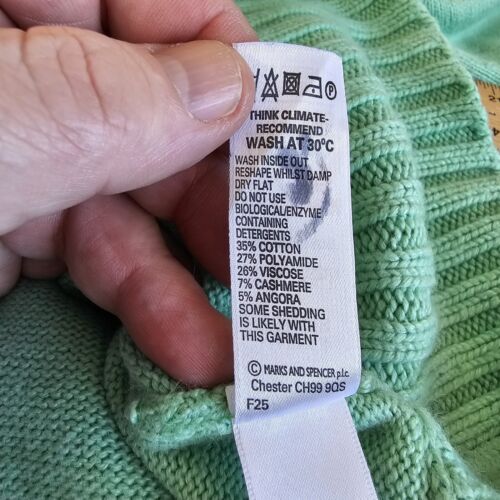 THINK CLIMATE-
RECOMMEND
WASH AT 30ºC
WASH INSIDE OUT
RESHAPE WHILST DAMP
DRY FLAT
DO NOT USE
BIOLOGICAL/ENZYME
CONTAINING
DETERGENTS
35% COTTON
27% POLYAMIDE
26% VISCOSE
7% CASHMERE
5% ANGORA
SOME SHEDDING
IS LIKELY WITH
THIS GARMENT
© MARKS AND SPENCER p.l.c.
Chester CH99 9QS
F25